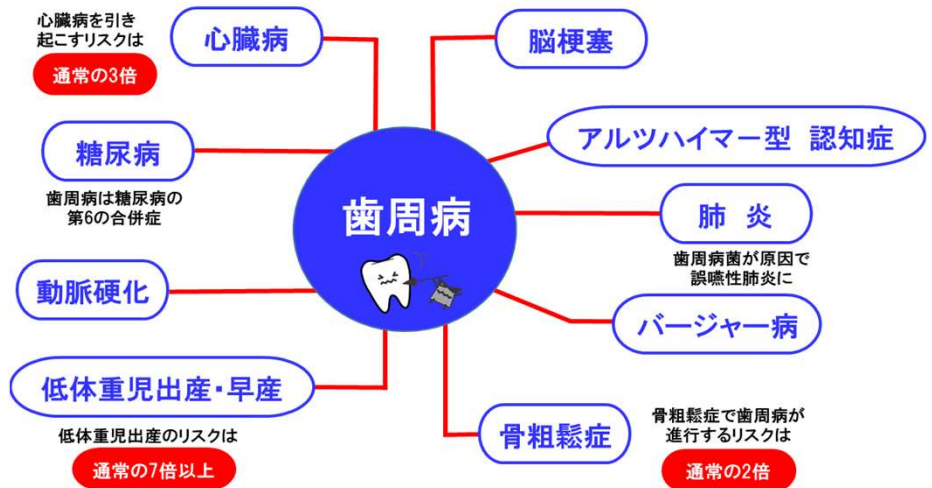 心臓病を引き
起こすリスクは
通常の3倍
心臓病
脳梗塞
糖尿病
歯周病は糖尿病の
第6の合併症
アルツハイマー型 認知症
歯周病
肺 炎
歯周病菌が原因で
誤嚥性肺炎に
動脈硬化
バージャー病
低体重児出産・早産
低体重児出産のリスクは
通常の7倍以上
骨粗鬆症
骨粗鬆症で歯周病が
進行するリスクは
通常の2倍